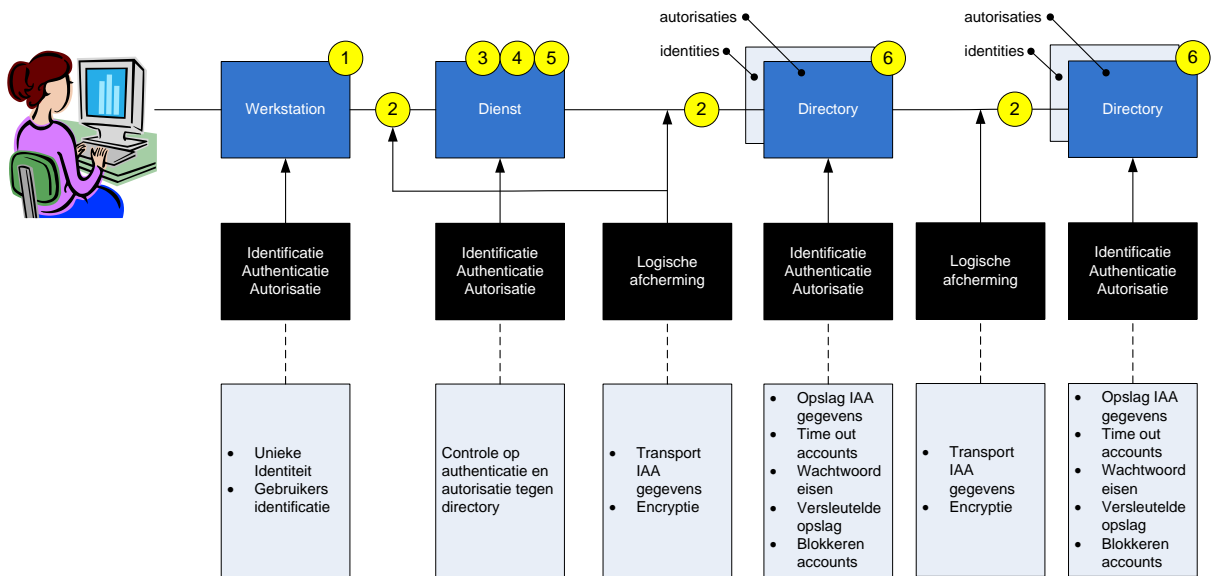 autorisaties
identities
autorisaties
identities
1
3
4
5
6
6
Werkstation
2
Dienst
2
Directory
2
Directory
Identificatie
Authenticatie
Autorisatie
Identificatie
Authenticatie
Autorisatie
Logische
afcherming
Identificatie
Authenticatie
Autorisatie
Logische
afcherming
Identificatie
Authenticatie
Autorisatie
• Unieke
Identiteit
• Gebruikers
identificatie
Controle op
authenticatie en
autorisatie tegen
directory
• Transport
IAA
gegevens
• Encryptie
• Opslag IAA
gegevens
• Time out
accounts
• Wachtwoord
eisen
• Versleutelde
opslag
• Blokkeren
accounts
• Transport
IAA
gegevens
• Encryptie
• Opslag IAA
gegevens
• Time out
accounts
• Wachtwoord
eisen
• Versleutelde
opslag
• Blokkeren
accounts